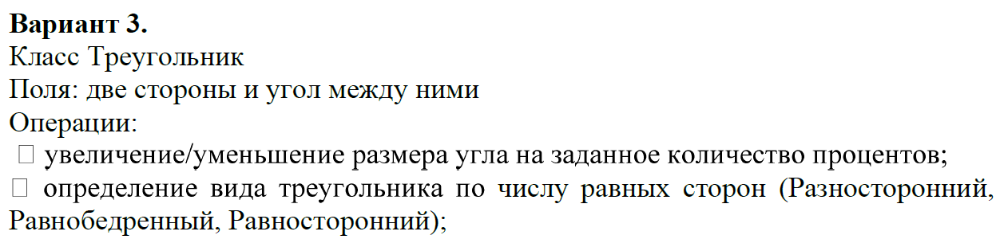 Вариант 3.
Класс Треугольник
Поля: две стороны и угол между ними
Операции:
□ увеличение/уменьшение размера угла на заданное количество процентов;
□ определение вида треугольника по числу равных сторон (Разносторонний,
Равнобедренный, Равносторонний);